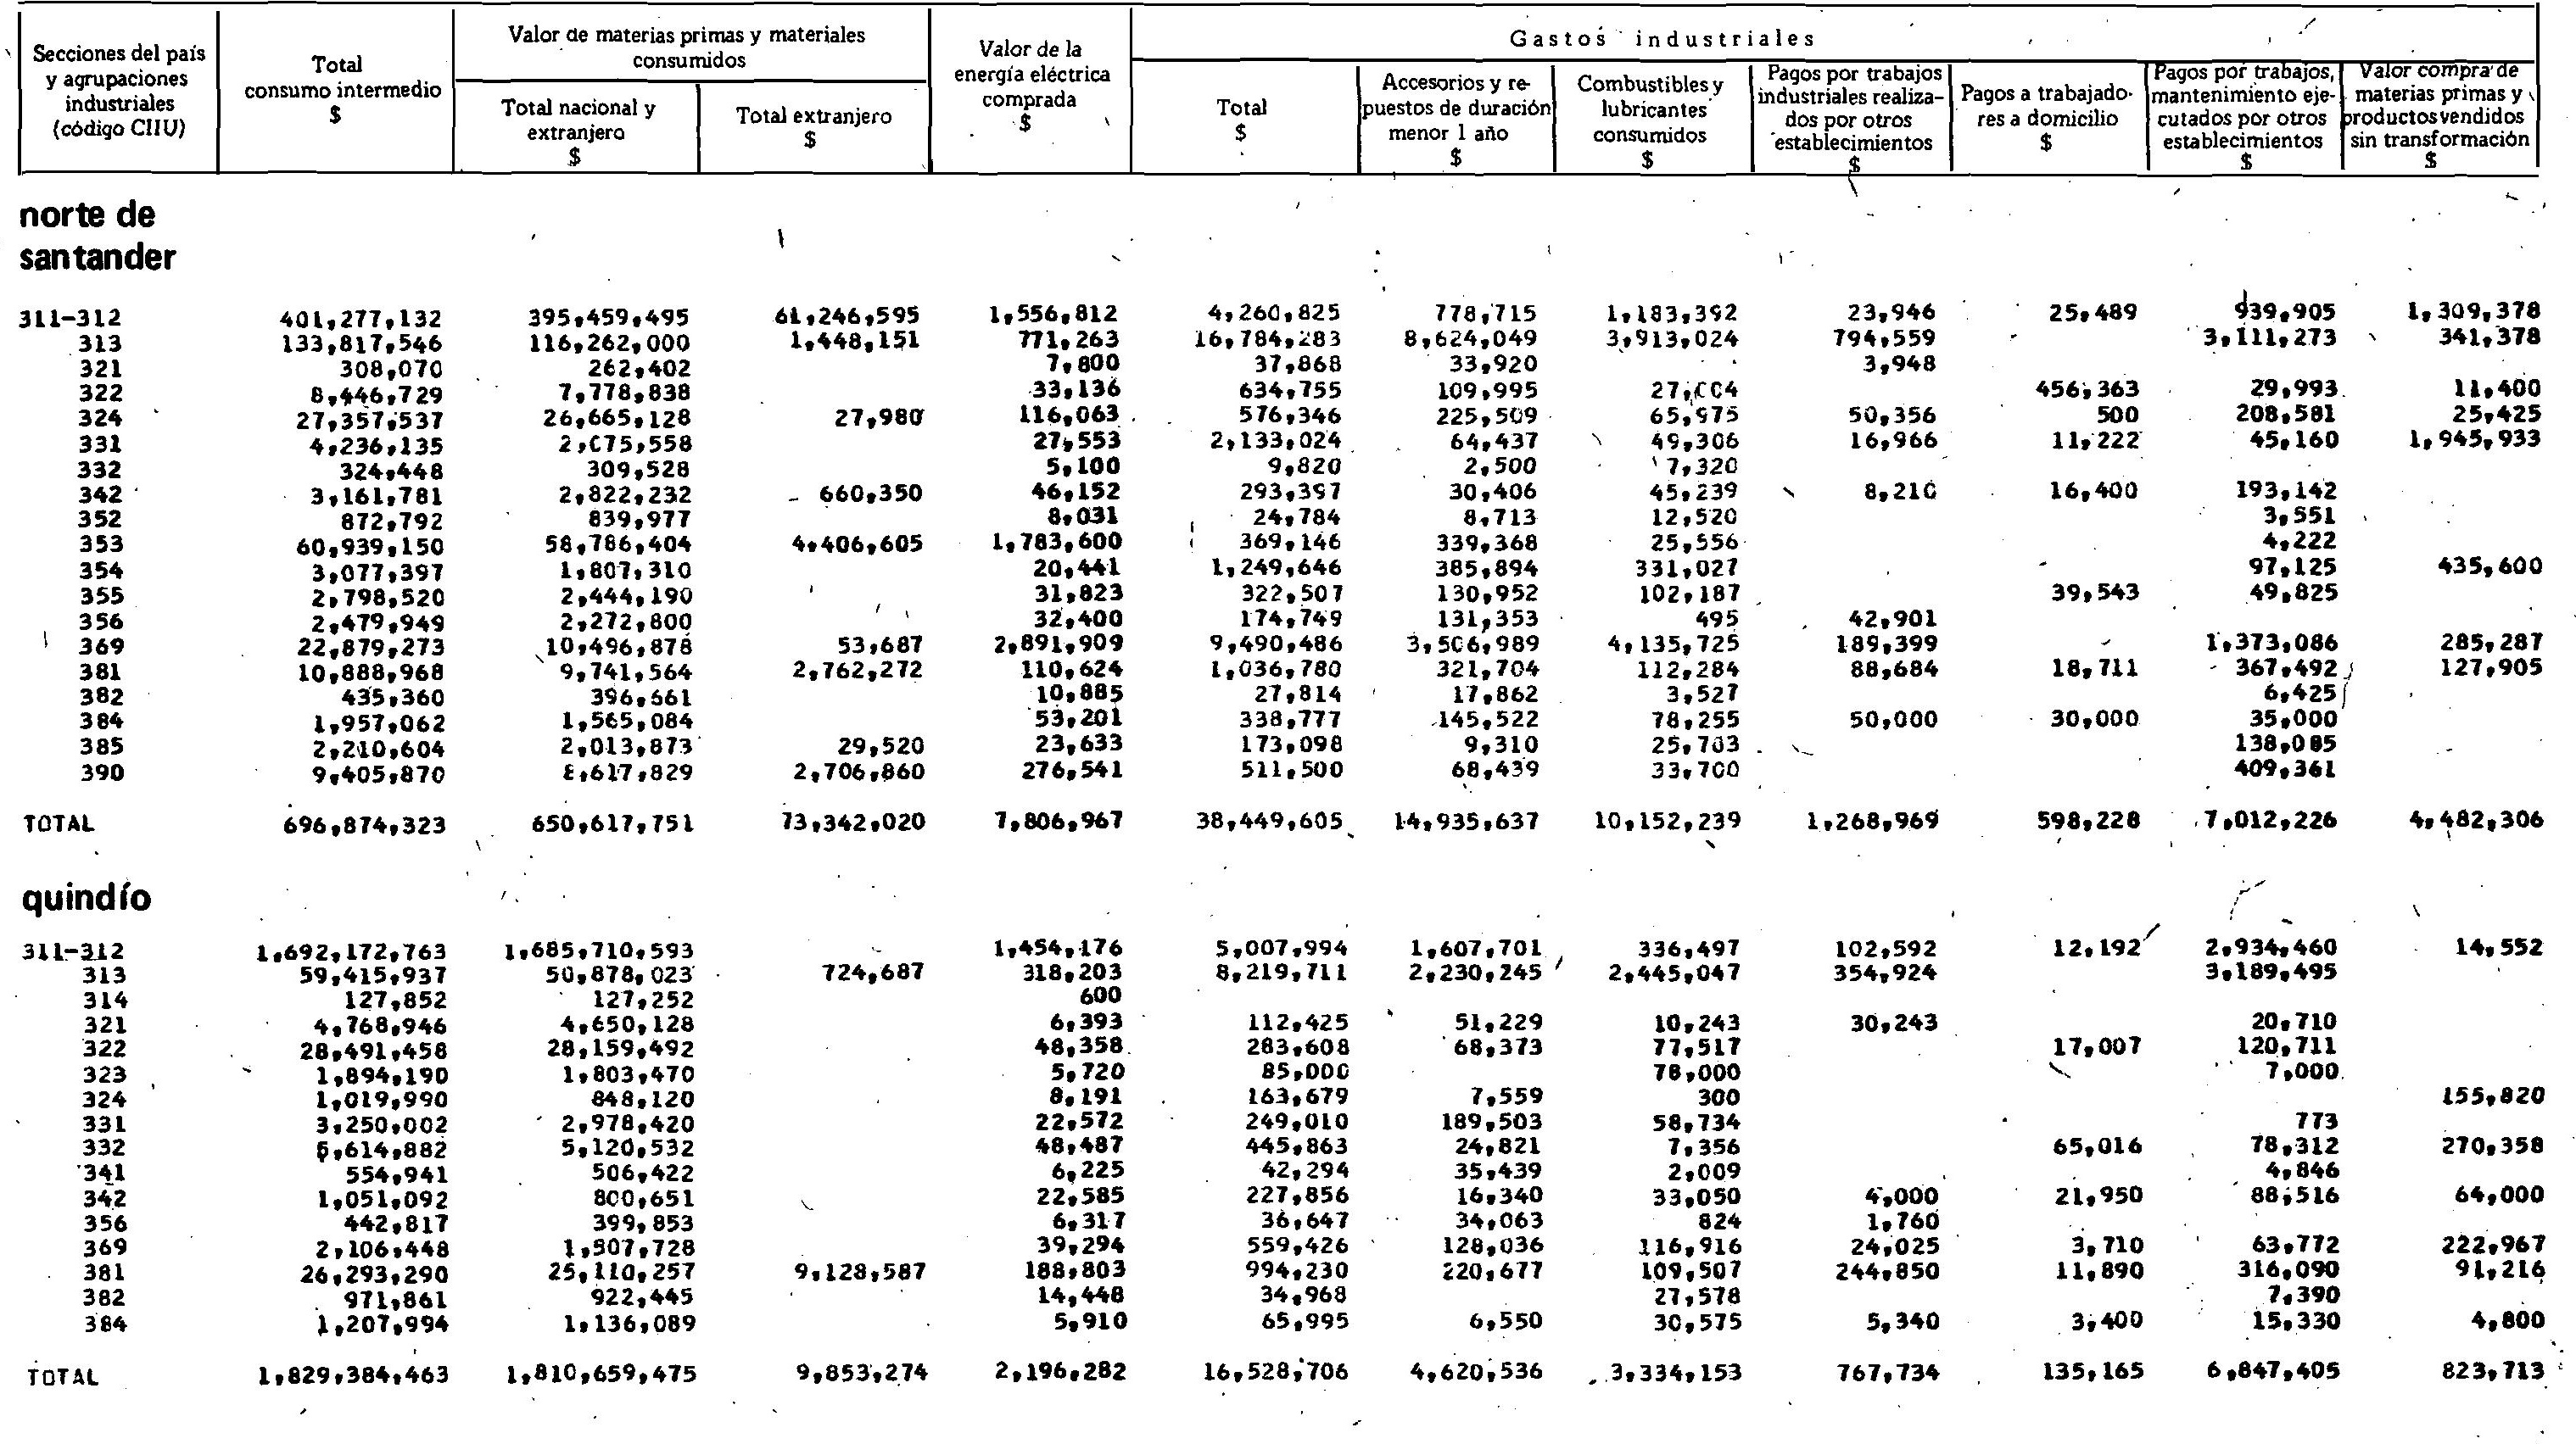 Secciones del país
y agrupaciones
industriales
(código CIIU)
Total
consumo intermedio
$
Valor de materias primas y materiales
consumidos
Total nacional y
extranjero
$
Total extranjero
$
Valor de la
energía eléctrica
comprada
$
Gastos industriales
Total
$
Accesorios y re-
puestos de duración
menor 1 año
$
Combustibles y
lubricantes
consumidos
$
Pagos por trabajos
industriales realiza-
dos por otros
establecimientos
$
Pagos a trabajado-
res a domicilio
$
Pagos por trabajos,
mantenimiento eje-
cutados por otros
establecimientos
$
Valor compra de
materias primas y
productos vendidos
sin transformación
$
norte de
santander
311-312 401,277,132 395,459,495 61,246,595 1,556,812 4,260,825 778,715 1,183,392 23,946 25,489 939,905 1,309,378
313 133,817,546 116,262,000 1,448,151 771,263 16,784,283 8,624,049 3,913,024 794,559 3,111,273 341,378
321 308,070 262,402 7,800 37,868 33,920 3,948
322 8,446,729 7,778,838 33,136 634,755 109,995 27,004 456,363 29,993 11,400
324 27,357,537 26,665,128 27,980 116,063 576,346 225,509 65,975 50,356 500 208,581 25,425
331 4,236,135 2,075,558 27,553 2,133,024 64,437 49,306 16,966 11,222 45,160 1,945,933
332 324,448 309,528 5,100 9,820 2,500 7,320
342 3,161,781 2,822,232 660,350 46,152 293,397 30,406 45,239 8,210 16,400 193,142
352 872,792 839,977 8,031 24,784 8,713 12,520 3,551
353 60,939,150 58,786,404 4,406,605 1,783,600 369,146 339,368 25,556 4,222
354 3,077,397 1,807,310 20,441 1,249,646 385,894 331,027 97,125 435,600
355 2,798,520 2,444,190 31,823 322,507 130,952 102,187 39,543 49,825
356 2,479,949 2,272,800 32,400 174,749 131,353 495 42,901
369 22,879,273 10,496,878 53,687 2,891,909 9,490,486 3,506,989 4,135,725 189,399 1,373,086 285,287
381 10,888,968 9,741,564 2,762,272 110,624 1,036,780 321,704 112,284 88,684 18,711 367,492 127,905
382 435,360 396,661 10,885 27,814 17,862 3,527 6,425
384 1,957,062 1,565,084 53,201 338,777 145,522 78,255 50,000 30,000 35,000
385 2,210,604 2,013,873 29,520 23,633 173,098 9,310 25,703 138,085
390 9,405,870 8,617,829 2,706,860 276,541 511,500 68,439 33,700 409,361
TOTAL 696,874,323 650,617,751 73,342,020 7,806,967 38,449,605 14,935,637 10,152,239 1,268,969 598,228 7,012,226 4,482,306
quindío
311-312 1,692,172,763 1,685,710,593 1,454,176 5,007,994 1,607,701 336,497 102,592 12,192 2,934,460 14,552
313 59,415,937 50,878,023 724,687 318,203 8,219,711 2,230,245 2,445,047 354,924 3,189,495
314 127,852 127,252 600
321 4,768,946 4,650,128 6,393 112,425 51,229 10,243 30,243 20,710
322 28,491,458 28,159,492 48,358 283,608 68,373 77,517 17,007 120,711
323 1,894,190 1,803,470 5,720 85,000 78,000 7,000
324 1,019,990 848,120 8,191 163,679 7,559 300 155,820
331 3,250,002 2,978,420 22,572 249,010 189,503 58,734 773
332 5,614,882 5,120,532 48,487 445,863 24,821 7,356 65,016 78,312 270,358
341 554,941 506,422 6,225 42,294 35,439 2,009 4,846
342 1,051,092 800,651 22,585 227,856 16,340 33,050 4,000 21,950 88,516 64,000
356 442,817 399,853 6,317 36,647 34,063 824 1,760
369 2,106,448 1,507,728 39,294 559,426 128,036 116,916 24,025 3,710 63,772 222,967
381 26,293,290 25,110,257 9,128,587 188,803 994,230 220,677 109,507 244,850 11,890 316,090 91,216
382 971,861 922,445 14,448 34,968 27,578 7,390
384 1,207,994 1,136,089 5,910 65,995 6,550 30,575 5,340 3,400 15,330 4,800
TOTAL 1,829,384,463 1,810,659,475 9,853,274 2,196,282 16,528,706 4,620,536 3,334,153 767,734 135,165 6,847,405 823,713